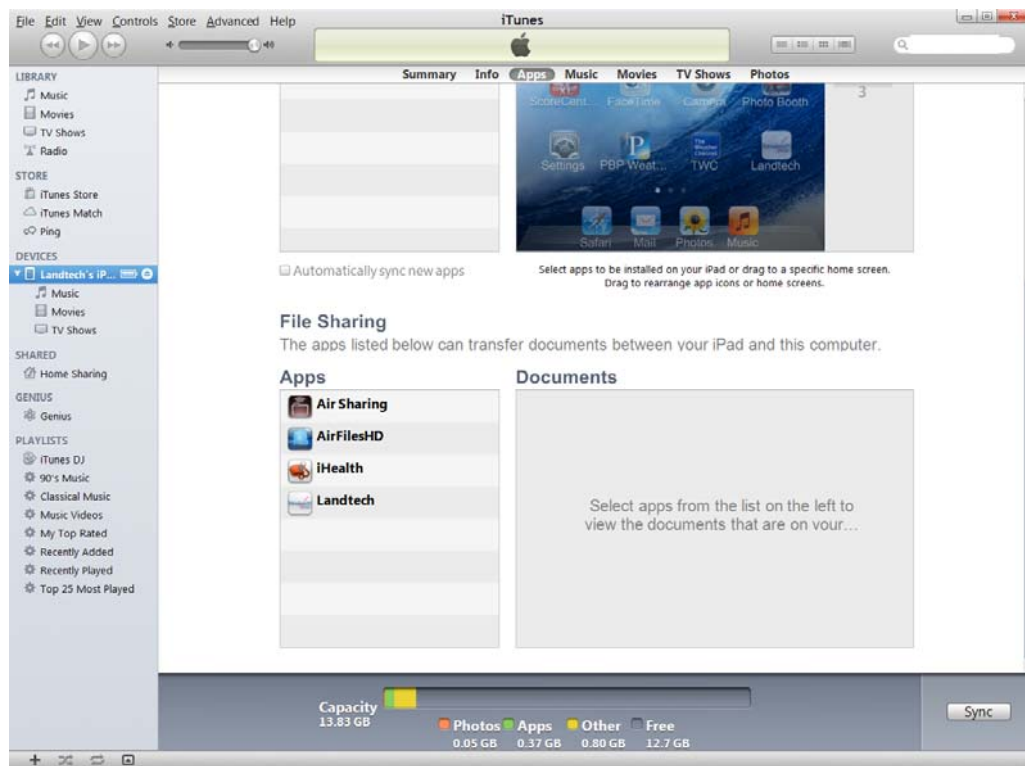 iTunes
File Edit View Controls Store Advanced Help
Summary Info Apps Music Movies TV Shows Photos
LIBRARY
Music
Movies
TV Shows
Radio
STORE
iTunes Store
iTunes Match
Ping
DEVICES
Landtech's iP...
Music
Movies
TV Shows
SHARED
Home Sharing
GENIUS
Genius
PLAYLISTS
iTunes DJ
90's Music
Classical Music
Music Videos
My Top Rated
Recently Added
Recently Played
Top 25 Most Played
ScoreCent... FaceTime Camera Photo Booth
3
Settings PBP Weat... TWC Landtech
Safari Mail Photos Music
Automatically sync new apps
Select apps to be installed on your iPad or drag to a specific home screen.
Drag to rearrange app icons or home screens.
File Sharing
The apps listed below can transfer documents between your iPad and this computer.
Apps
Air Sharing
AirFilesHD
iHealth
Landtech
Documents
Select apps from the list on the left to
view the documents that are on your...
Capacity
13.83 GB
Photos Apps Other Free
0.05 GB 0.37 GB 0.80 GB 12.7 GB
Sync